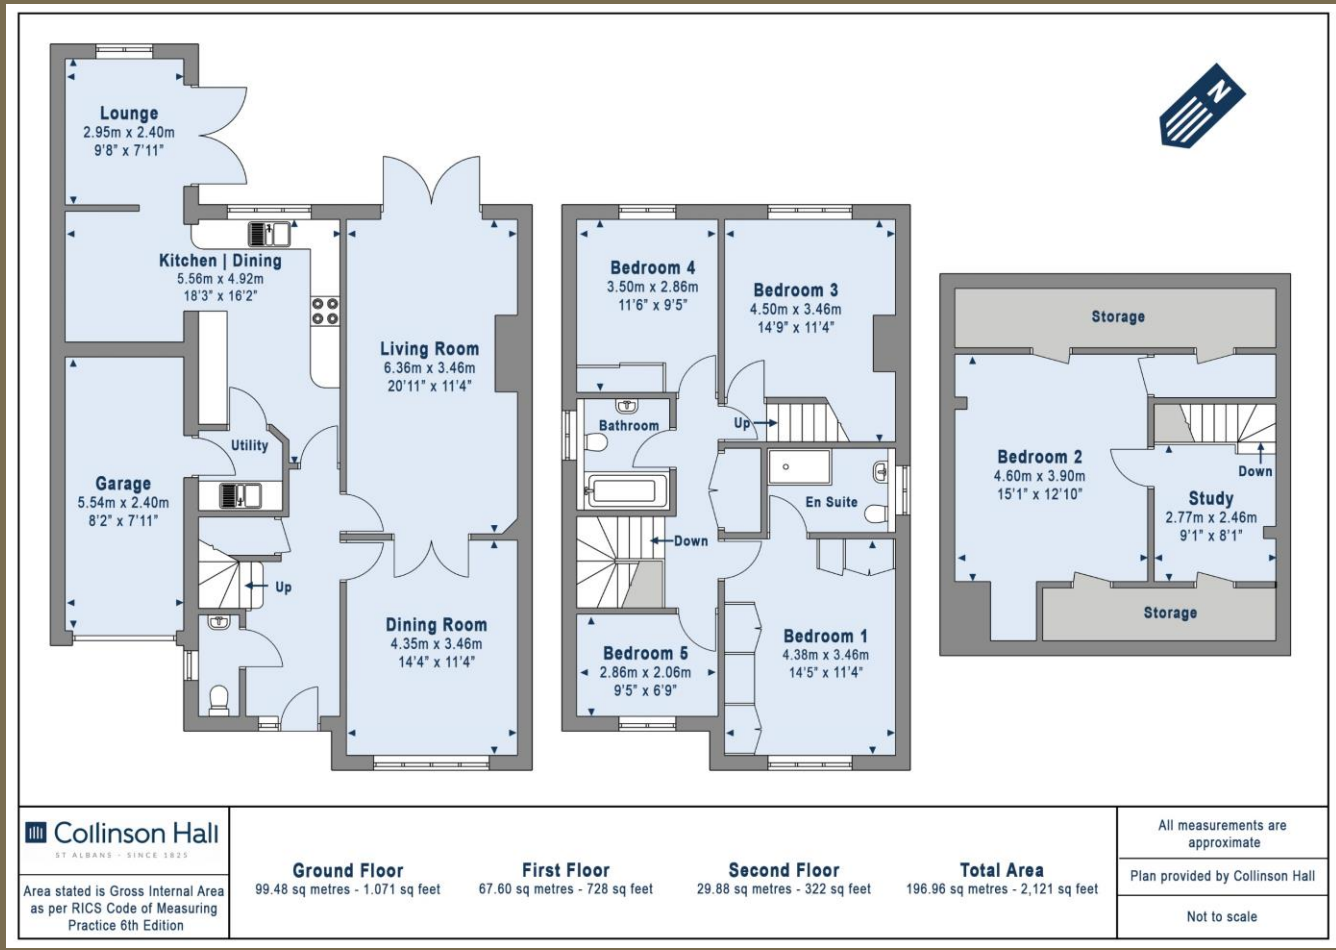 N
Lounge
2.95m x 2.40m
9'8" x 7'11"
Kitchen | Dining
5.56m x 4.92m
18'3" x 16'2"
Living Room
6.36m x 3.46m
20'11" x 11'4"
Utility
Garage
5.54m x 2.40m
8'2" x 7'11"
Up
Dining Room
4.35m x 3.46m
14'4" x 11'4"
Bedroom 4
3.50m x 2.86m
11'6" x 9'5"
Bedroom 3
4.50m x 3.46m
14'9" x 11'4"
Bathroom
Up
En Suite
Down
Bedroom 5
2.86m x 2.06m
9'5" x 6'9"
Bedroom 1
4.38m x 3.46m
14'5" x 11'4"
Storage
Bedroom 2
4.60m x 3.90m
15'1" x 12'10"
Down
Study
2.77m x 2.46m
9'1" x 8'1"
Storage
Collinson Hall
ST ALBANS - SINCE 1825
Area stated is Gross Internal Area
as per RICS Code of Measuring
Practice 6th Edition
Ground Floor
99.48 sq metres - 1.071 sq feet
First Floor
67.60 sq metres - 728 sq feet
Second Floor
29.88 sq metres - 322 sq feet
Total Area
196.96 sq metres - 2,121 sq feet
All measurements are
approximate
Plan provided by Collinson Hall
Not to scale